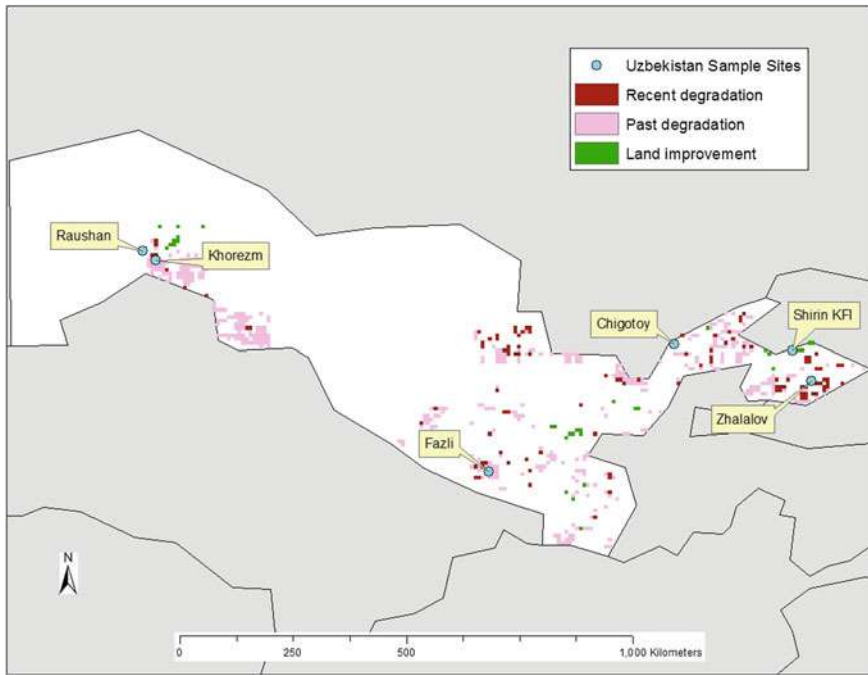 Uzbekistan Sample Sites
Recent degradation
Past degradation
Land improvement
Raushan
Khorezm
Chigotoy
Shirin KFI
Zhalalov
Fazli
N
0 250 500 1,000 Kilometers